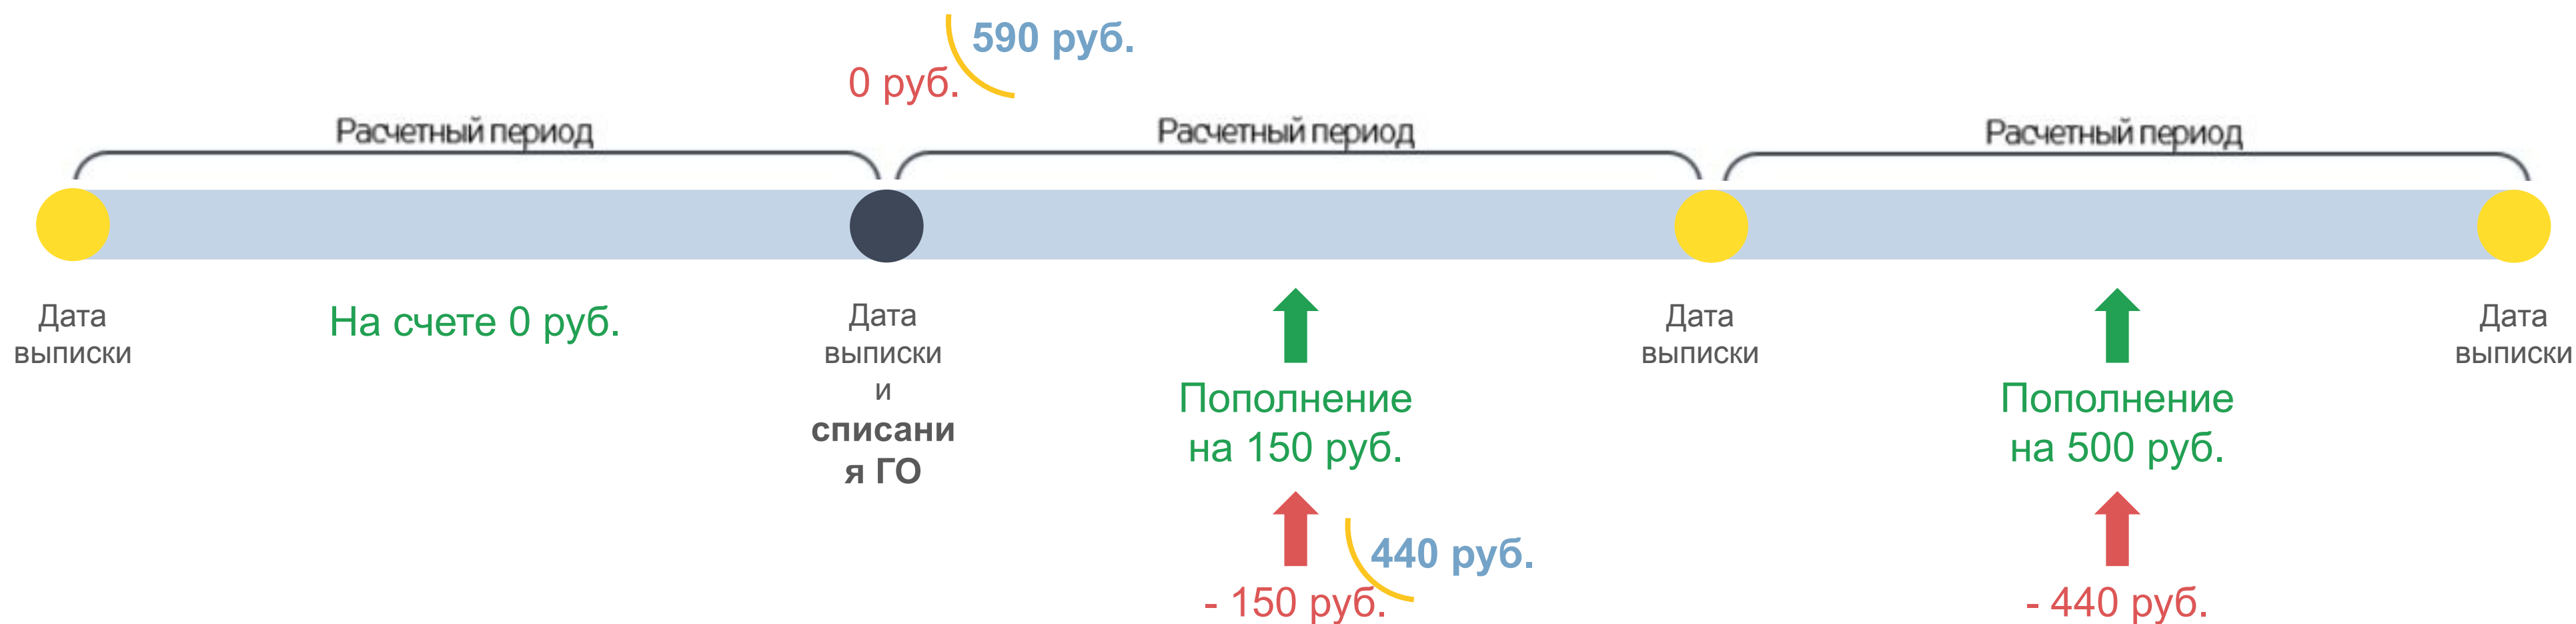 590 руб.
0 руб.
Расчетный период
Расчетный период
Расчетный период
Дата
выписки
На счете 0 руб.
Дата
выписки
и
списани
я ГО
Пополнение
на 150 руб.
440 руб.
- 150 руб.
Дата
выписки
Пополнение
на 500 руб.
- 440 руб.
Дата
выписки